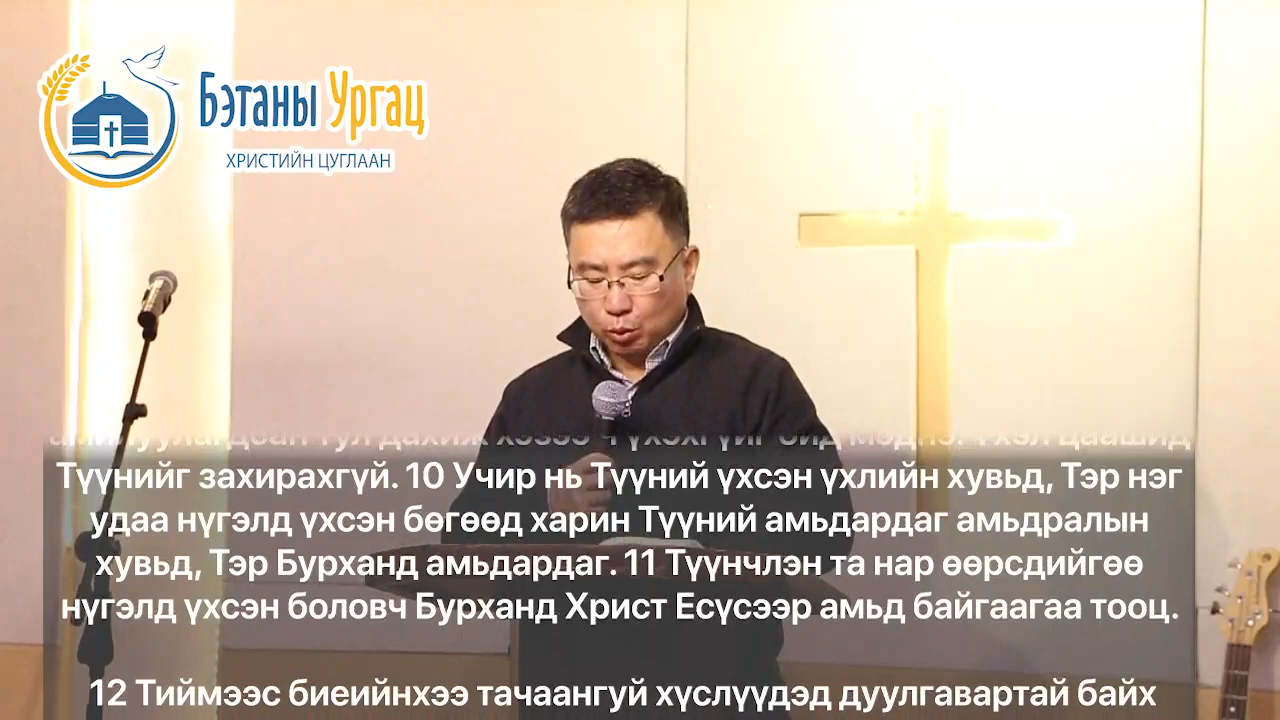 Бэтаны Ургац
ХРИСТИЙН ЦУГЛААН
Түүнийг захирахгүй. 10 Учир нь Түүний үхсэн үхлийн хувьд, Тэр нэг
удаа нүгэлд үхсэн бөгөөд харин Түүний амьдардаг амьдралын
хувьд, Тэр Бурханд амьдардаг. 11 Түүнчлэн та нар өөрсдийгөө
нүгэлд үхсэн боловч Бурханд Христ Есүсээр амьд байгаагаа тооц.
12 Тиймээс биеийнхээ тачаангуй хүслүүдэд дуулгавартай байх